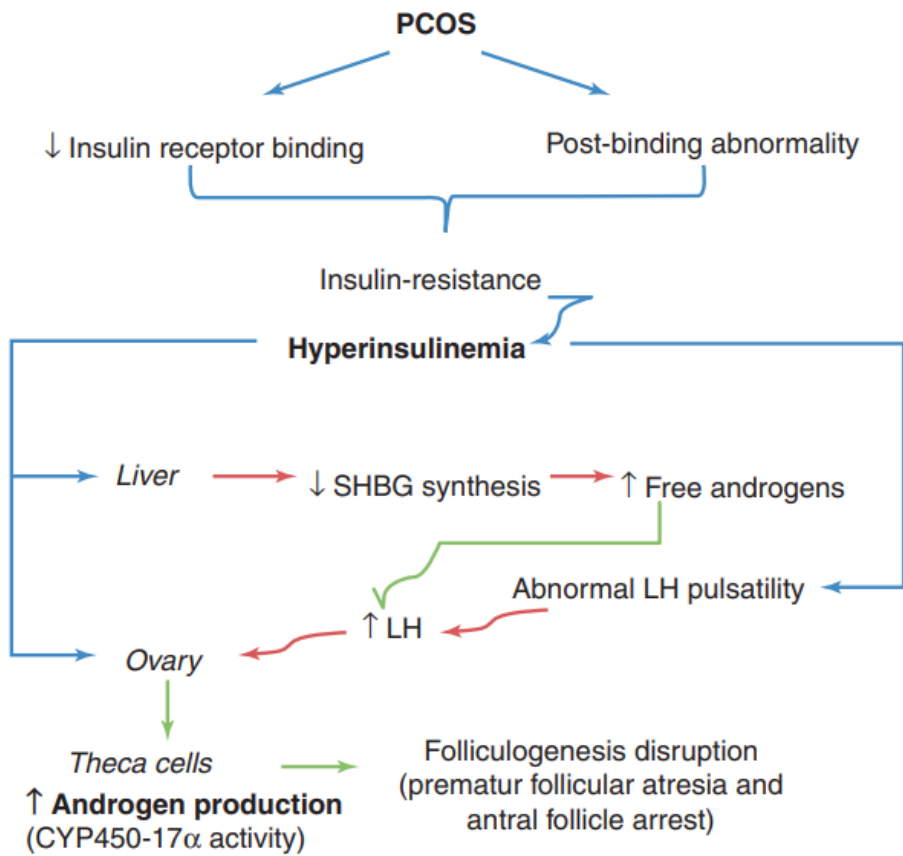 PCOS
↓ Insulin receptor binding
Post-binding abnormality
Insulin-resistance
Hyperinsulinemia
Liver
↓ SHBG synthesis
↑ Free androgens
Abnormal LH pulsatility
↑ LH
Ovary
Theca cells
↑ Androgen production
(CYP450-17α activity)
Folliculogenesis disruption
(prematur follicular atresia and
antral follicle arrest)